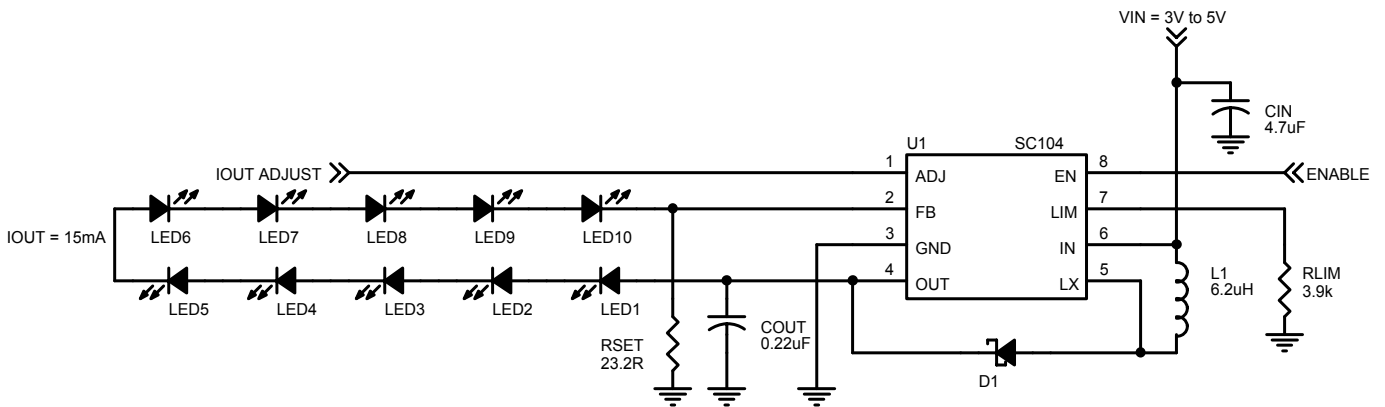 VIN = 3V to 5V
CIN
4.7uF
U1
SC104
IOUT ADJUST
1
ADJ
EN
8
ENABLE
2
FB
LIM
7
LED6
LED7
LED8
LED9
LED10
IOUT = 15mA
3
GND
IN
6
4
OUT
LX
5
LED5
LED4
LED3
LED2
LED1
L1
6.2uH
RLIM
3.9k
RSET
23.2R
COUT
0.22uF
D1